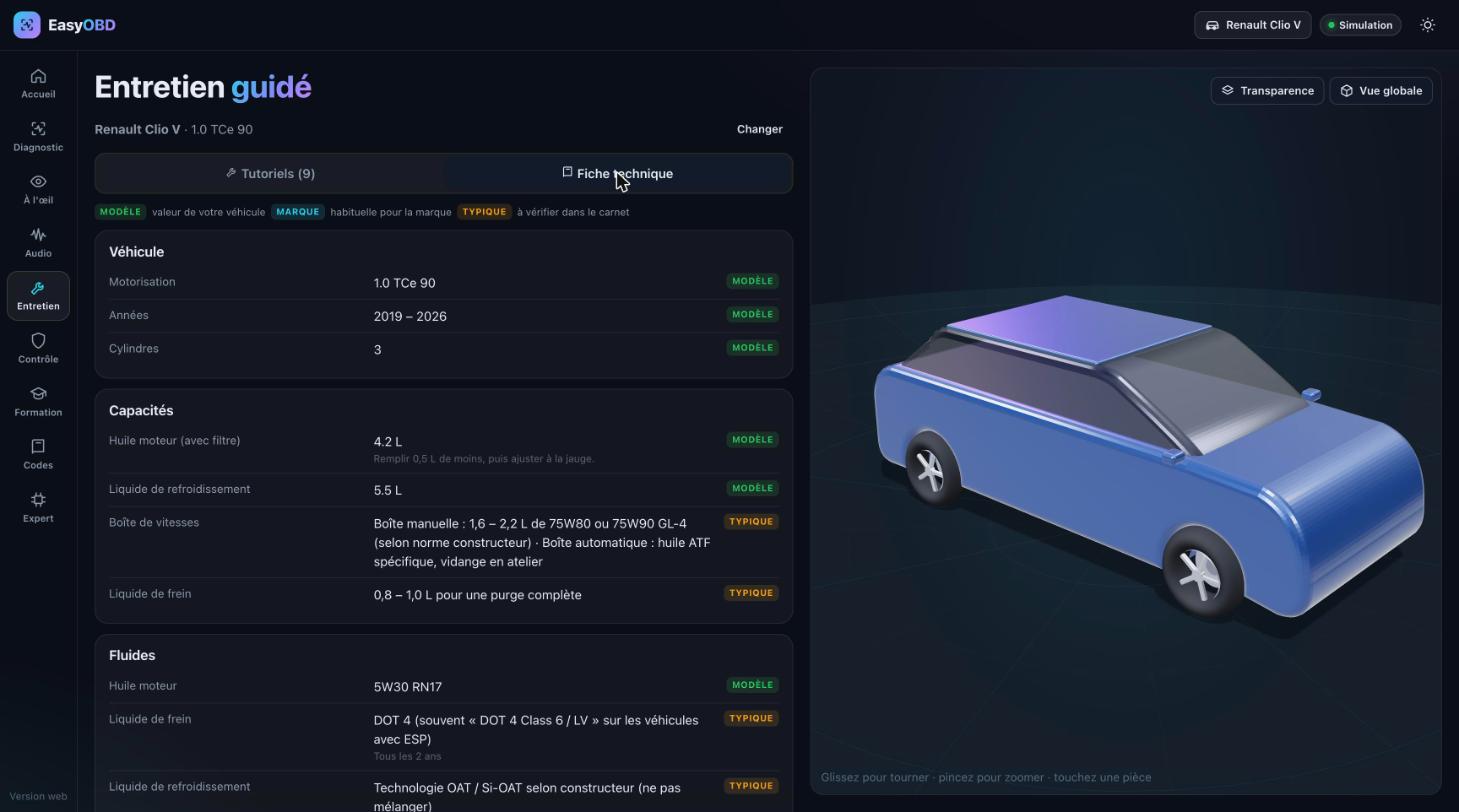 EasyOBD
Renault Clio V
Simulation
Accueil
Diagnostic
À l'œil
Audio
Entretien
Contrôle
Formation
Codes
Expert
Version web
Entretien guidé
Renault Clio V · 1.0 TCe 90
Changer
Tutoriels (9)
Fiche technique
MODÈLE valeur de votre véhicule MARQUE habituelle pour la marque TYPIQUE à vérifier dans le carnet
Véhicule
Motorisation 1.0 TCe 90 MODÈLE
Années 2019 – 2026 MODÈLE
Cylindres 3 MODÈLE
Capacités
Huile moteur (avec filtre) 4.2 L MODÈLE
Remplir 0,5 L de moins, puis ajuster à la jauge.
Liquide de refroidissement 5.5 L MODÈLE
Boîte de vitesses Boîte manuelle : 1,6 – 2,2 L de 75W80 ou 75W90 GL-4 TYPIQUE
(selon norme constructeur) · Boîte automatique : huile ATF
spécifique, vidange en atelier
Liquide de frein 0,8 – 1,0 L pour une purge complète TYPIQUE
Fluides
Huile moteur 5W30 RN17 MODÈLE
Liquide de frein DOT 4 (souvent « DOT 4 Class 6 / LV » sur les véhicules TYPIQUE
avec ESP)
Tous les 2 ans
Liquide de refroidissement Technologie OAT / Si-OAT selon constructeur (ne pas TYPIQUE
mélanger)
Transparence
Vue globale
Glissez pour tourner · pincez pour zoomer · touchez une pièce